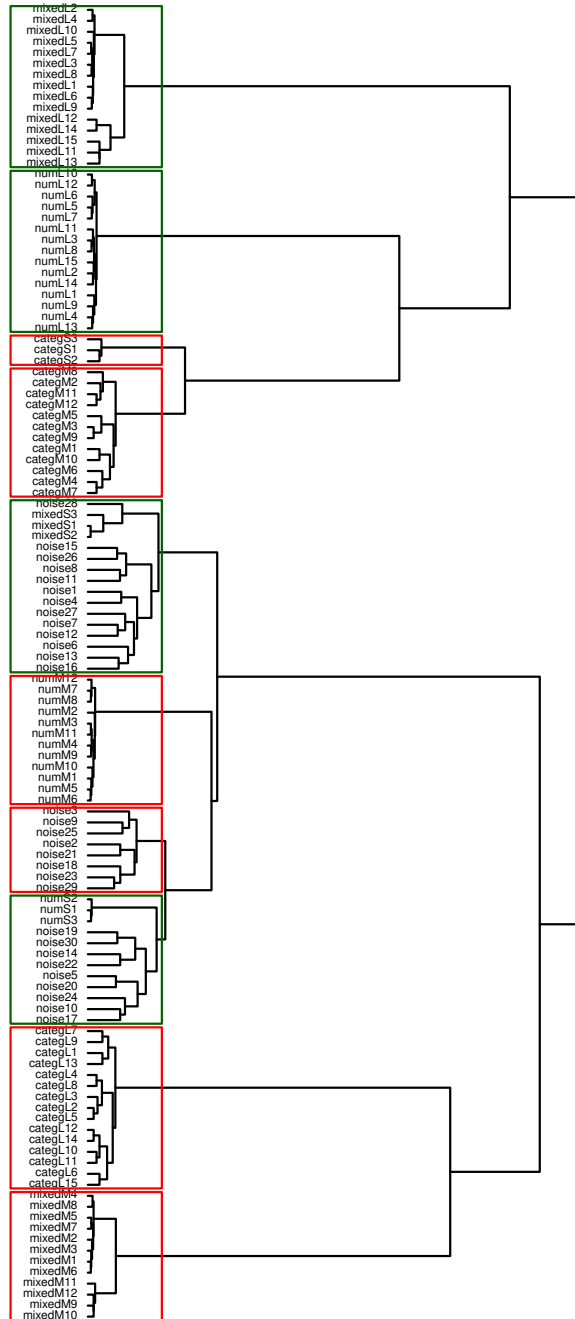 mixedL2
mixedL4
mixedL10
mixedL5
mixedL7
mixedL3
mixedL8
mixedL1
mixedL6
mixedL9
mixedL12
mixedL14
mixedL15
mixedL11
mixedL13
numL10
numL12
numL6
numL5
numL7
numL11
numL3
numL8
numL15
numL2
numL14
numL1
numL9
numL4
numL13
categS3
categS1
categS2
categM8
categM2
categM11
categM12
categM5
categM3
categM9
categM1
categM10
categM6
categM4
categM7
noise28
mixedS3
mixedS1
mixedS2
noise15
noise26
noise8
noise11
noise1
noise4
noise27
noise7
noise12
noise6
noise13
noise16
numM12
numM7
numM8
numM2
numM3
numM11
numM4
numM9
numM10
numM1
numM5
numM6
noise3
noise9
noise25
noise2
noise21
noise18
noise23
noise29
numS2
numS1
numS3
noise19
noise30
noise14
noise22
noise5
noise20
noise24
noise10
noise17
categL7
categL9
categL1
categL13
categL4
categL8
categL3
categL2
categL5
categL12
categL14
categL10
categL11
categL6
categL15
mixedM4
mixedM8
mixedM5
mixedM7
mixedM2
mixedM3
mixedM1
mixedM6
mixedM11
mixedM12
mixedM9
mixedM10